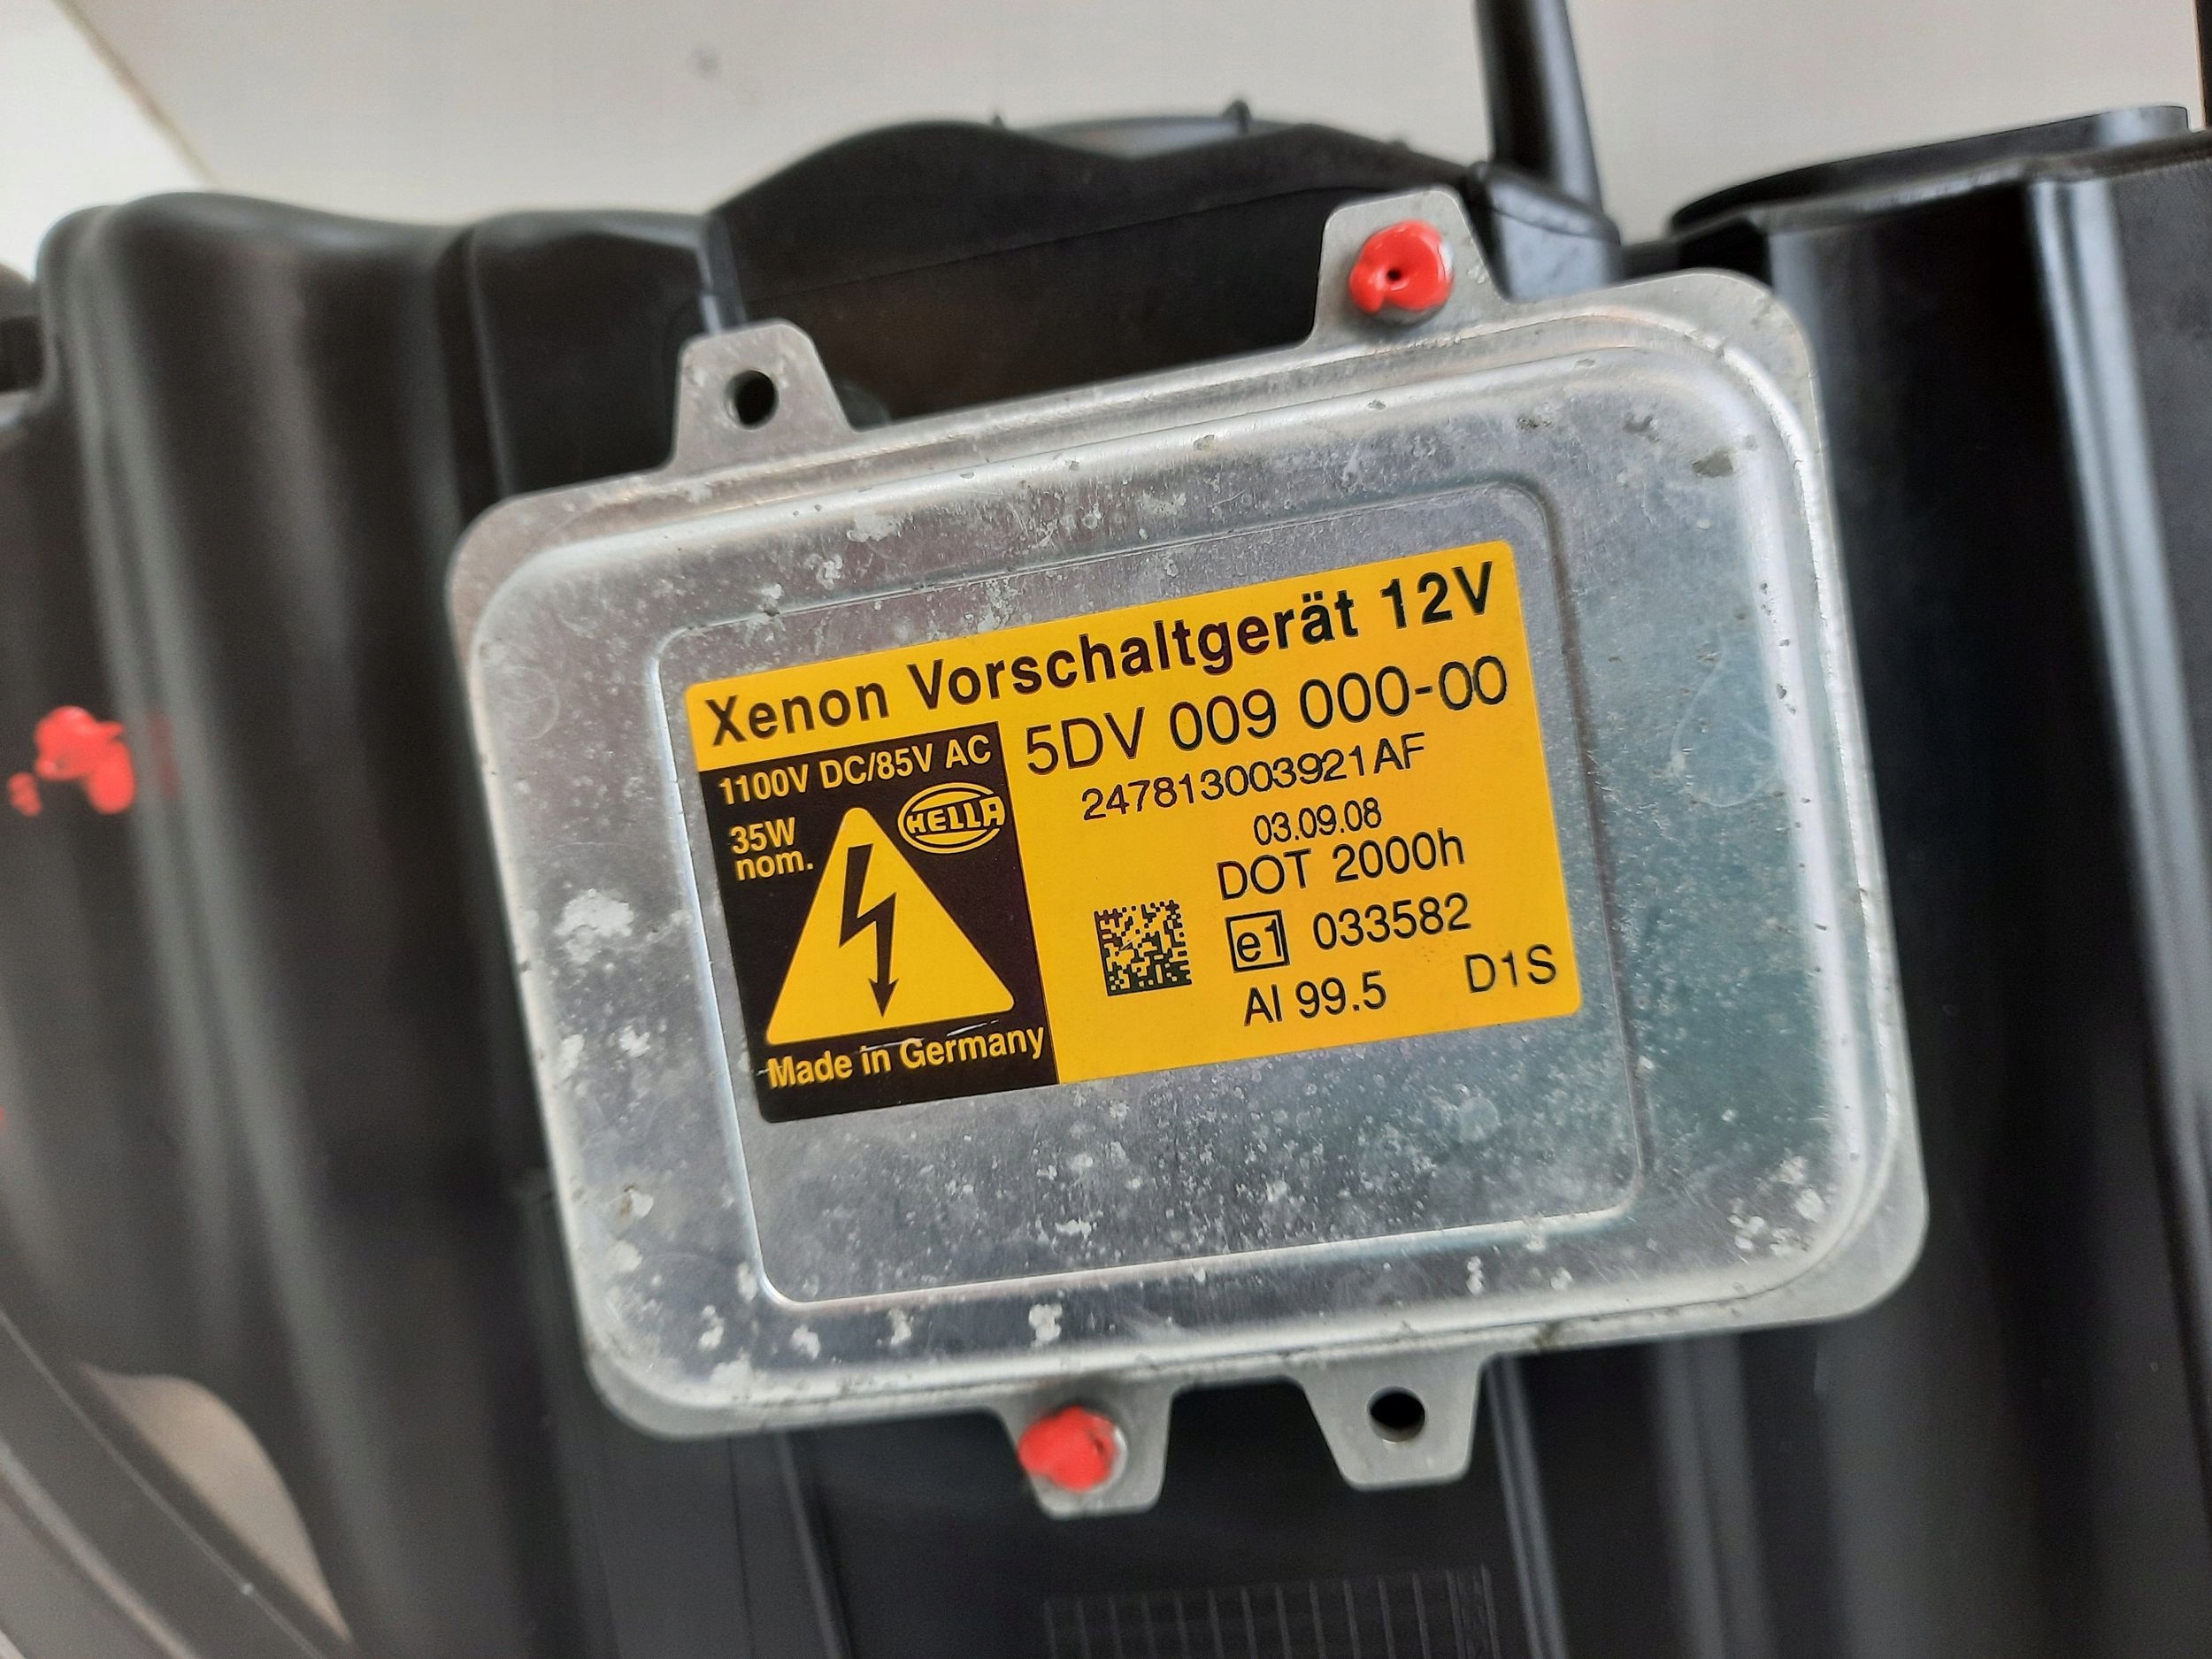 Xenon Vorschaltgerät 12V
1100V DC/85V AC
35W
nom.
HELLA
Made in Germany
5DV 009 000-00
247813003921AF
03.09.08
DOT 2000h
e1 033582
Al 99.5 D1S